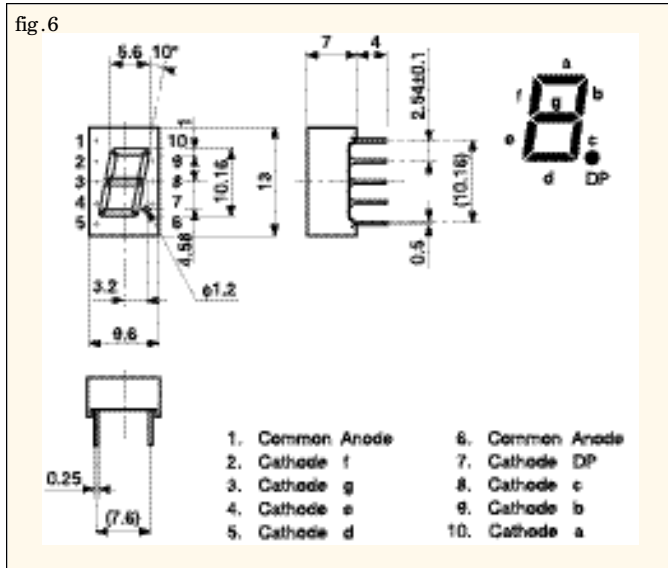 fig.6
5.6 10°
7 4
2.54±0.1
a
f g b
e c
d DP
1 10
2 9
3 8
4 7
5 6
1
10.16
13
4.58
(10.16)
0.5
3.2 φ1.2
9.6
0.25
(7.6)
1. Common Anode
2. Cathode f
3. Cathode g
4. Cathode e
5. Cathode d
6. Common Anode
7. Cathode DP
8. Cathode c
9. Cathode b
10. Cathode a